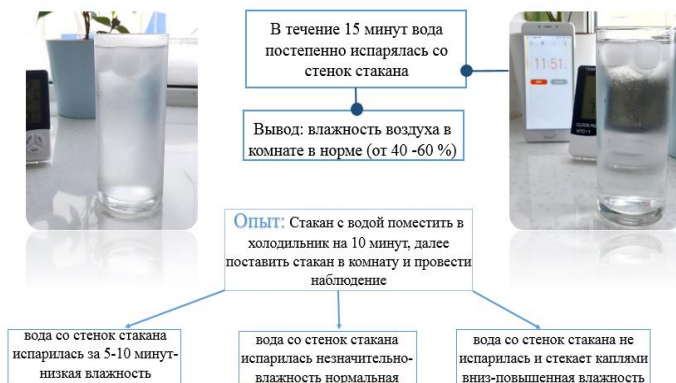 В течение 15 минут вода
постепенно испарялась со
стенок стакана
11:51.
CLOCK
HTC-1
Вывод: влажность воздуха в
комнате в норме (от 40 -60 %)
Опыт: Стакан с водой поместить в
холодильник на 10 минут, далее
поставить стакан в комнату и провести
наблюдение
вода со стенок стакана
испарилась за 5-10 минут-
низкая влажность
вода со стенок стакана
испарилась незначительно-
влажность нормальная
вода со стенок стакана не
испарилась и стекает каплями
вниз-повышенная влажность